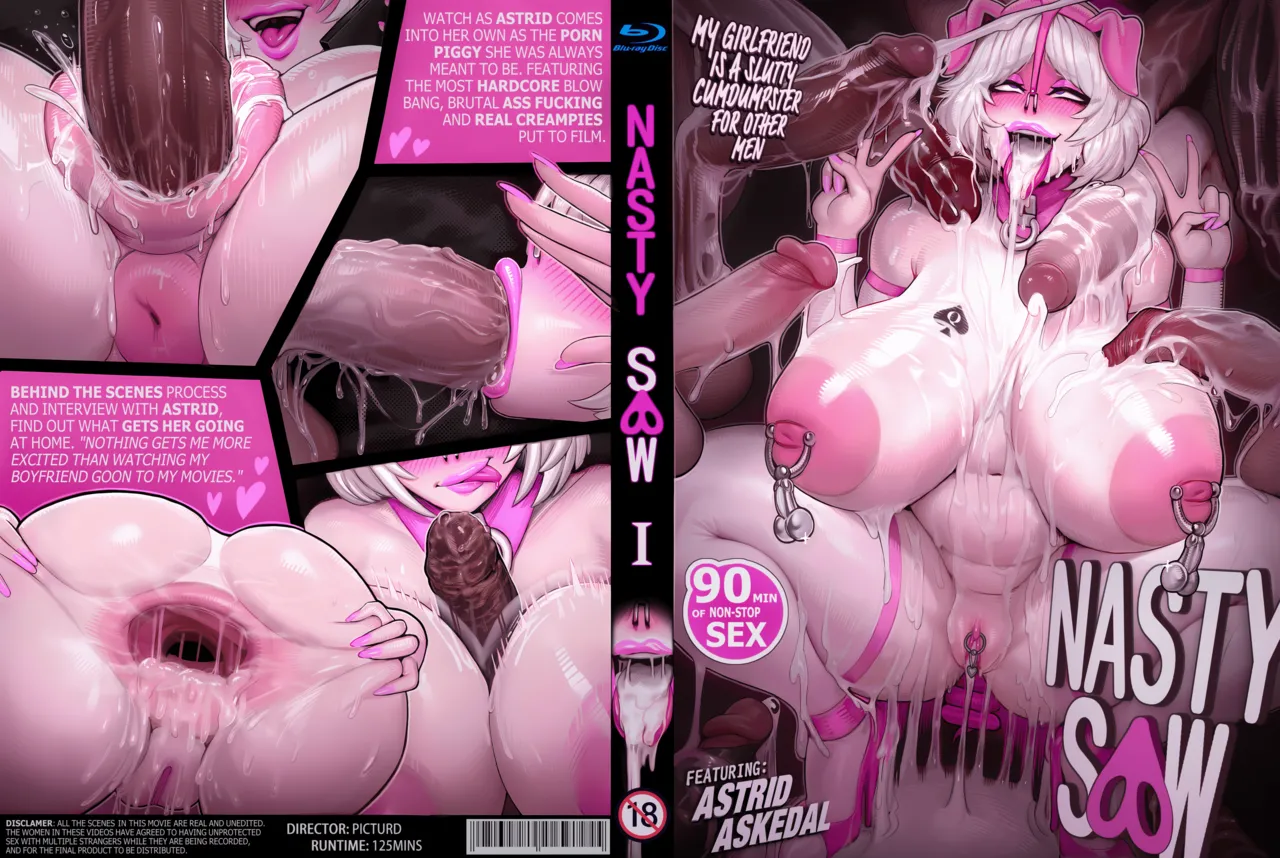 WATCH AS ASTRID COMES
INTO HER OWN AS THE PORN
PIGGY SHE WAS ALWAYS
MEANT TO BE. FEATURING
THE MOST HARDCORE BLOW
BANG, BRUTAL ASS FUCKING
AND REAL CREAMPIES
PUT TO FILM.
BEHIND THE SCENES PROCESS
AND INTERVIEW WITH ASTRID,
FIND OUT WHAT GETS HER GOING
AT HOME. "NOTHING GETS ME MORE
EXCITED THAN WATCHING MY
BOYFRIEND GOON TO MY MOVIES."
DISCLAMER: ALL THE SCENES IN THIS MOVIE ARE REAL AND UNEDITED.
THE WOMEN IN THESE VIDEOS HAVE AGREED TO HAVING UNPROTECTED
SEX WITH MULTIPLE STRANGERS WHILE THEY ARE BEING RECORDED,
AND FOR THE FINAL PRODUCT TO BE DISTRIBUTED.
DIRECTOR: PICTURD
RUNTIME: 125MINS
Blu-ray Disc
NASTY SOW I
18
MY GIRLFRIEND
IS A SLUTTY
CUMDUMPSTER
FOR OTHER
MEN
Q
90 MIN
OF NON-STOP
SEX
NASTY
SOW
FEATURING:
ASTRID
ASKEDAL